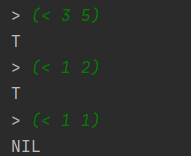 > (< 3 5)
T
> (< 1 2)
T
> (< 1 1)
NIL